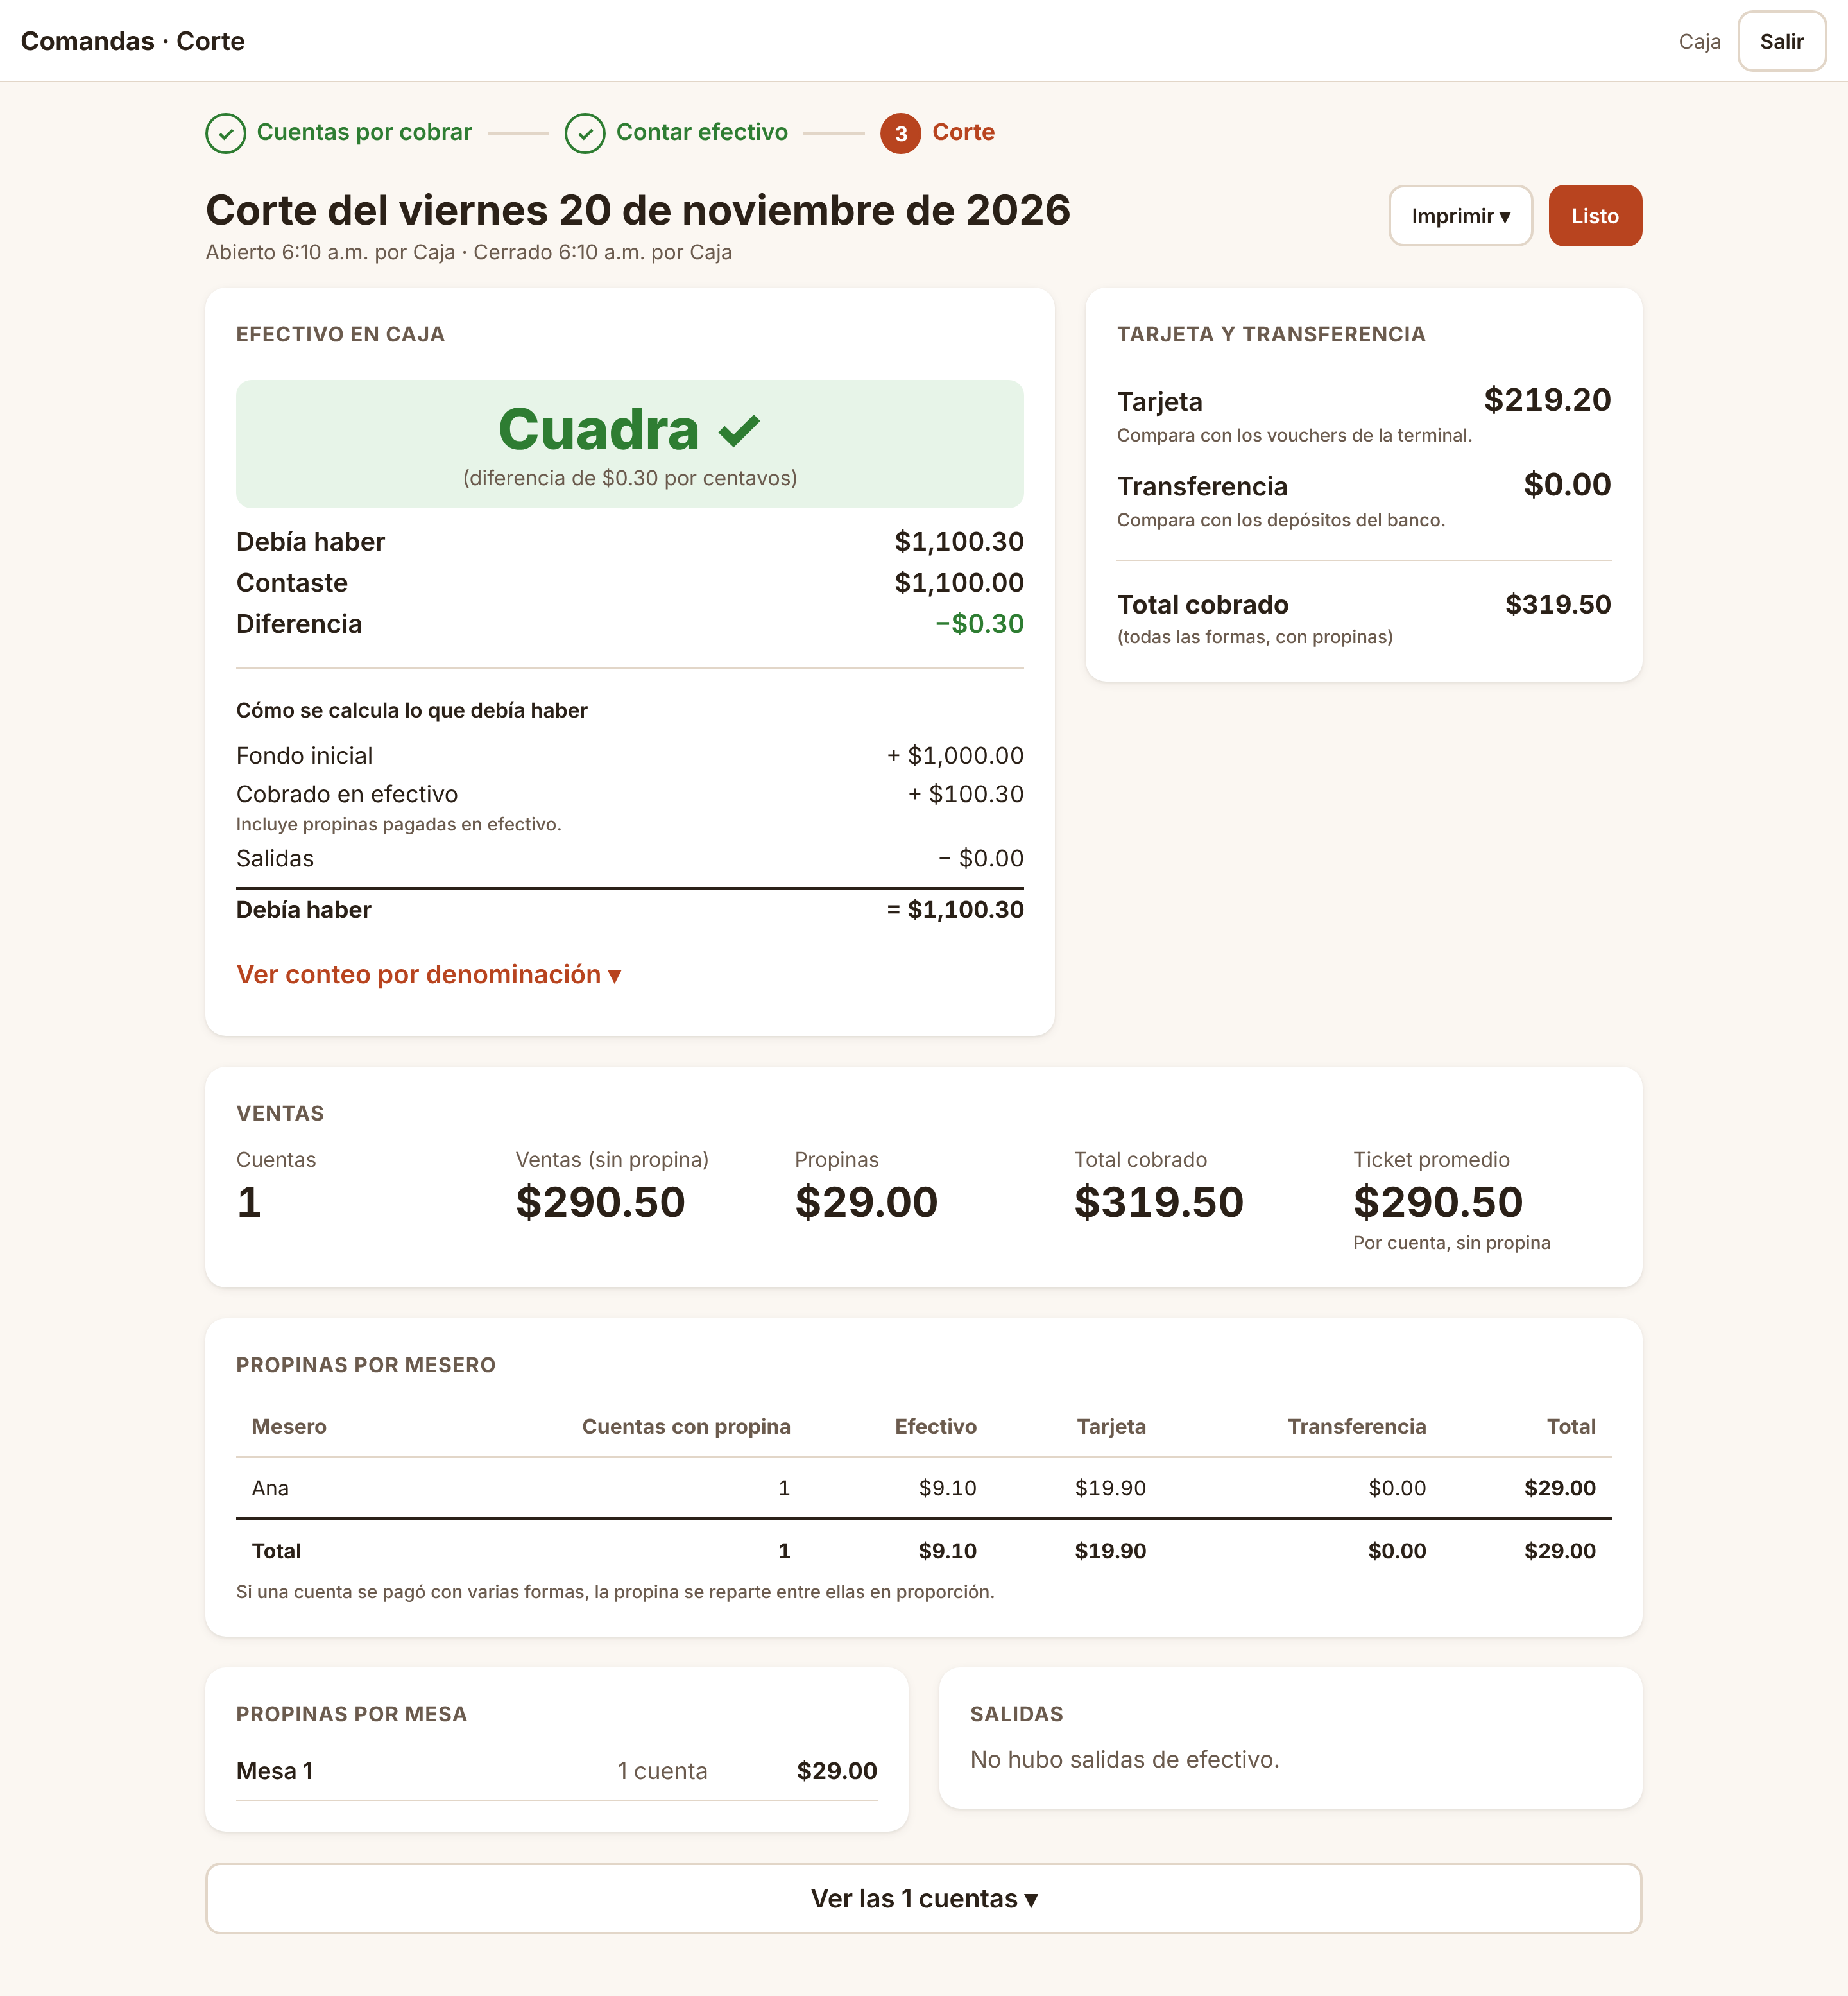 Comandas · Corte
Caja
Salir
✓ Cuentas por cobrar
✓ Contar efectivo
3 Corte
Corte del viernes 20 de noviembre de 2026
Abierto 6:10 a.m. por Caja · Cerrado 6:10 a.m. por Caja
Imprimir ▾
Listo
EFECTIVO EN CAJA
Cuadra ✓
(diferencia de $0.30 por centavos)
Debía haber $1,100.30
Contaste $1,100.00
Diferencia −$0.30
Cómo se calcula lo que debía haber
Fondo inicial + $1,000.00
Cobrado en efectivo + $100.30
Incluye propinas pagadas en efectivo.
Salidas − $0.00
Debía haber = $1,100.30
Ver conteo por denominación ▾
TARJETA Y TRANSFERENCIA
Tarjeta $219.20
Compara con los vouchers de la terminal.
Transferencia $0.00
Compara con los depósitos del banco.
Total cobrado $319.50
(todas las formas, con propinas)
VENTAS
Cuentas Ventas (sin propina) Propinas Total cobrado Ticket promedio
1 $290.50 $29.00 $319.50 $290.50
Por cuenta, sin propina
PROPINAS POR MESERO
Mesero Cuentas con propina Efectivo Tarjeta Transferencia Total
Ana 1 $9.10 $19.90 $0.00 $29.00
Total 1 $9.10 $19.90 $0.00 $29.00
Si una cuenta se pagó con varias formas, la propina se reparte entre ellas en proporción.
PROPINAS POR MESA
Mesa 1 1 cuenta $29.00
SALIDAS
No hubo salidas de efectivo.
Ver las 1 cuentas ▾